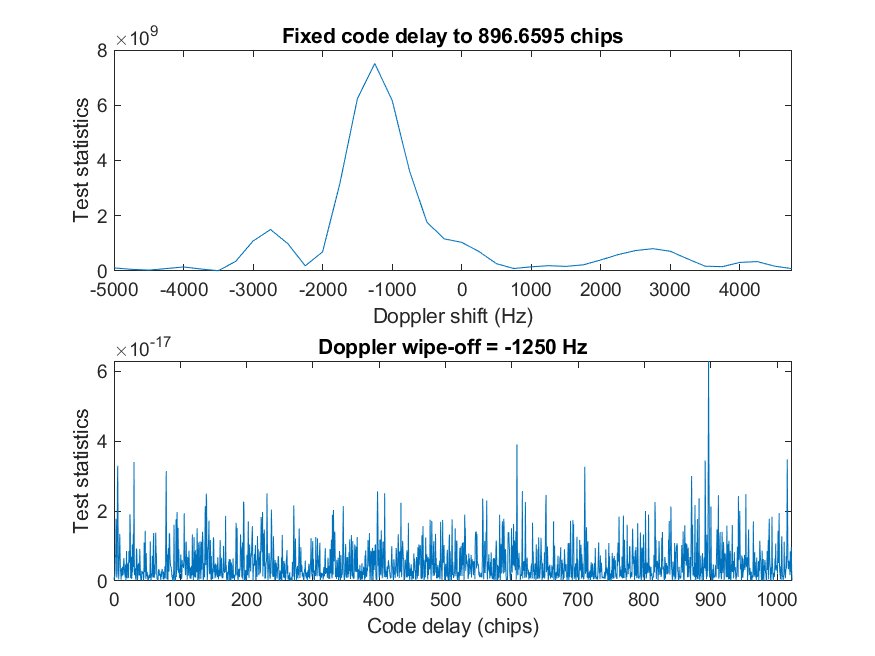 ×10^9
Fixed code delay to 896.6595 chips
8
6
4
2
0
Test statistics
-5000 -4000 -3000 -2000 -1000 0 1000 2000 3000 4000
Doppler shift (Hz)
×10^-17
Doppler wipe-off = -1250 Hz
6
4
2
0
Test statistics
0 100 200 300 400 500 600 700 800 900 1000
Code delay (chips)